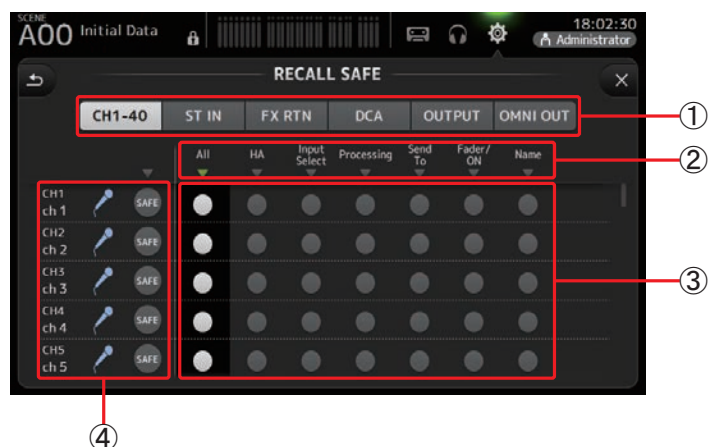 SCENE
A00 Initial Data
18:02:30
Administrator
RECALL SAFE
CH1-40 ST IN FX RTN DCA OUTPUT OMNI OUT
①
All HA Input Select Processing Send To Fader/ON Name
②
CH1
ch 1
SAFE
CH2
ch 2
SAFE
CH3
ch 3
SAFE
③
CH4
ch 4
SAFE
CH5
ch 5
SAFE
④